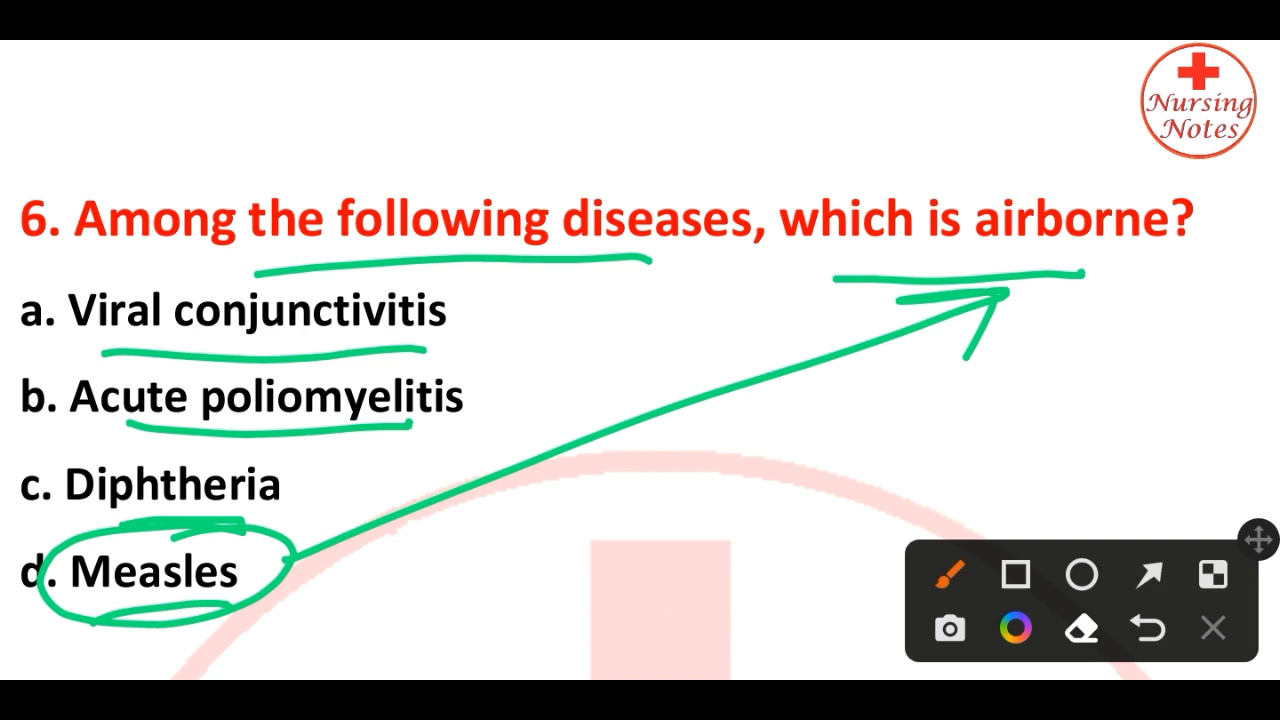 Nursing
Notes
6. Among the following diseases, which is airborne?
a. Viral conjunctivitis
b. Acute poliomyelitis
c. Diphtheria
d. Measles